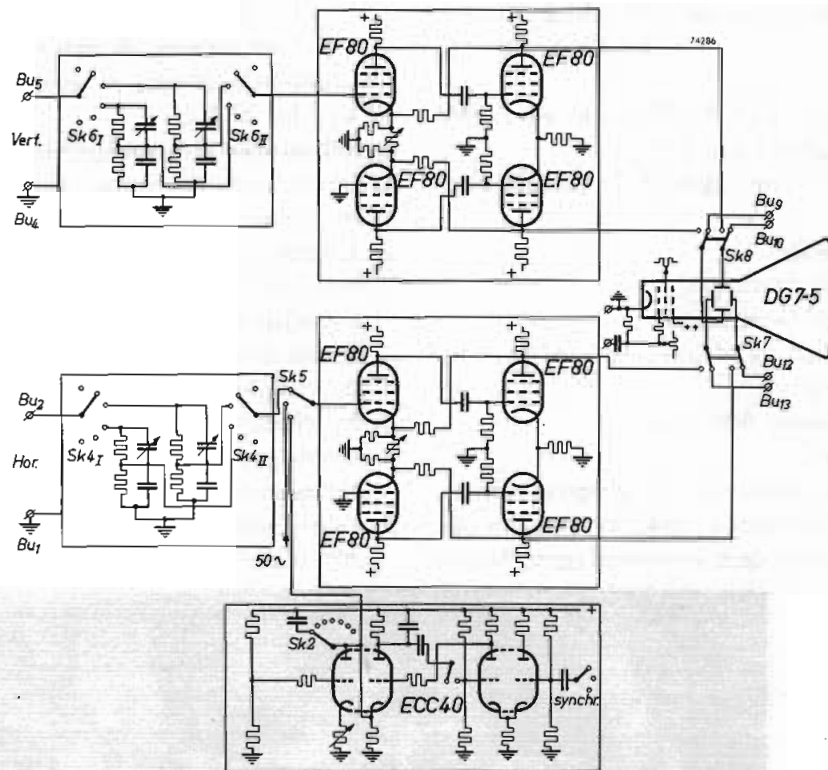 74286
EF80
EF80
Bu5
Sk6I
Sk6II
Vert.
EF80
EF80
Bu4
Bu9
Bu10
Sk8
DG7-5
++
Sk7
Bu12
Bu13
EF80
EF80
Sk5
Bu2
Sk4I
Sk4II
Hor.
EF80
EF80
Bu1
50~
Sk2
ECC40
synchr.